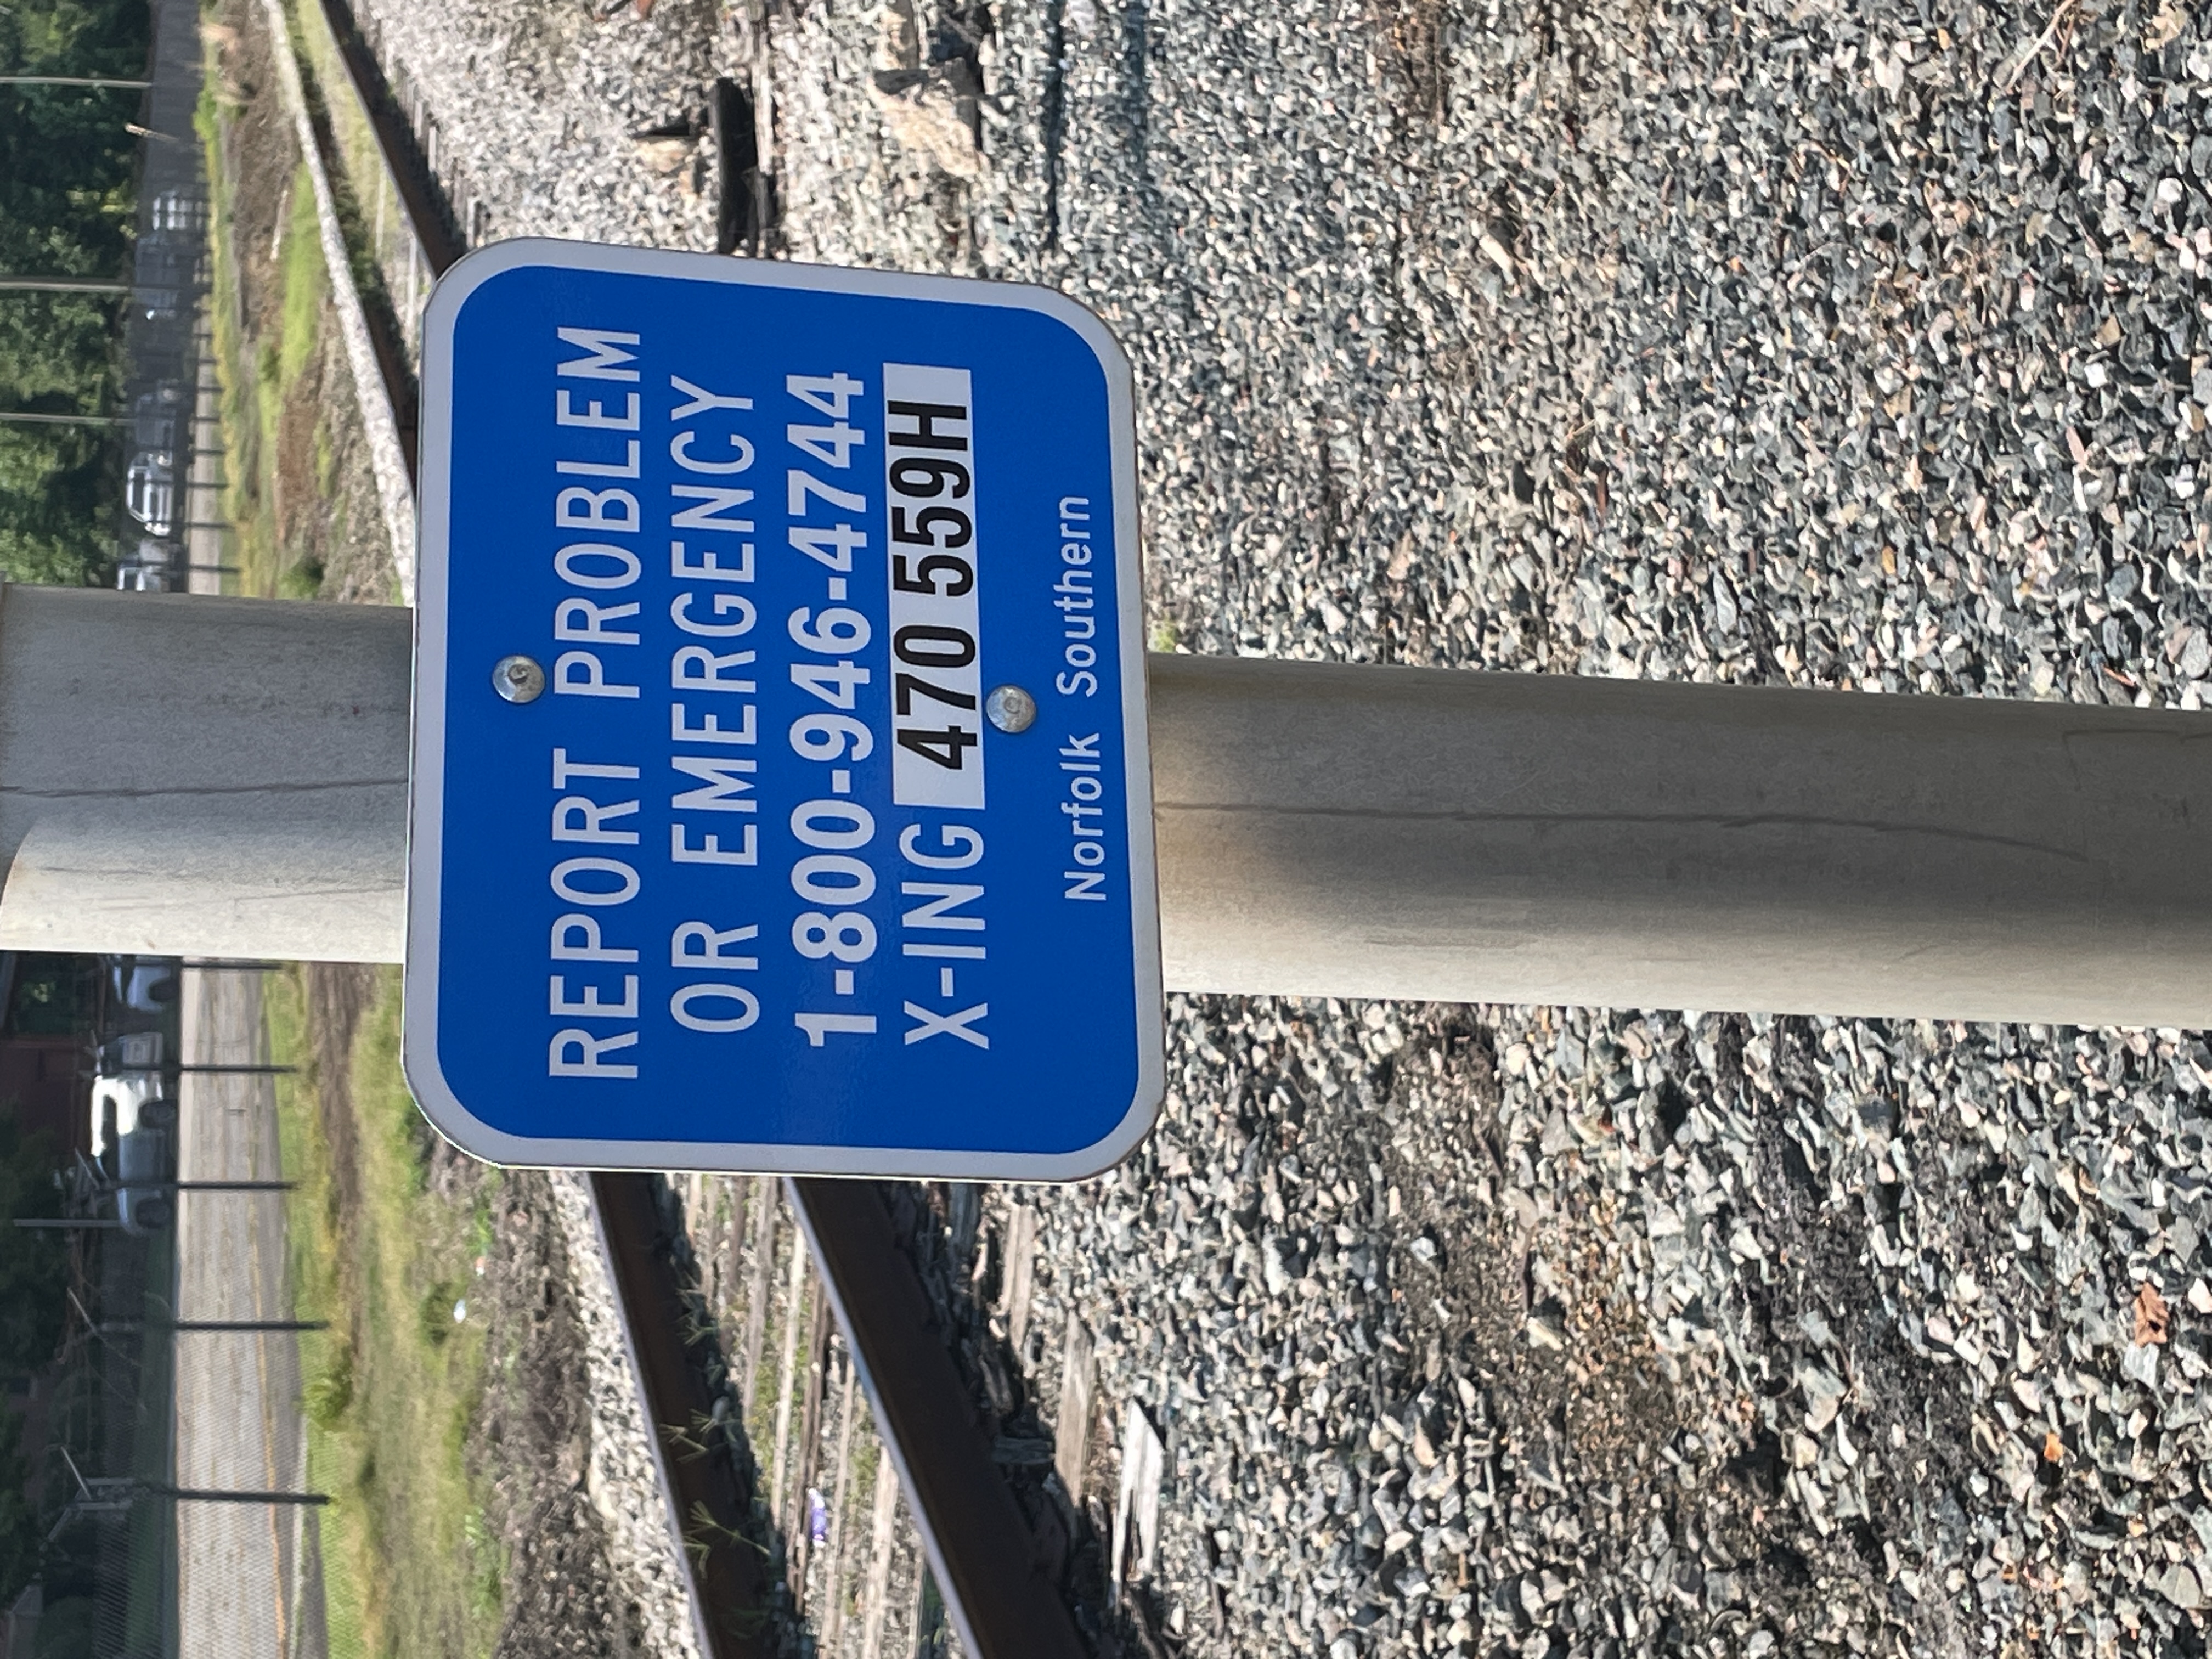 REPORT PROBLEM
OR EMERGENCY
1-800-946-4744
X-ING 470 559H
Norfolk Southern